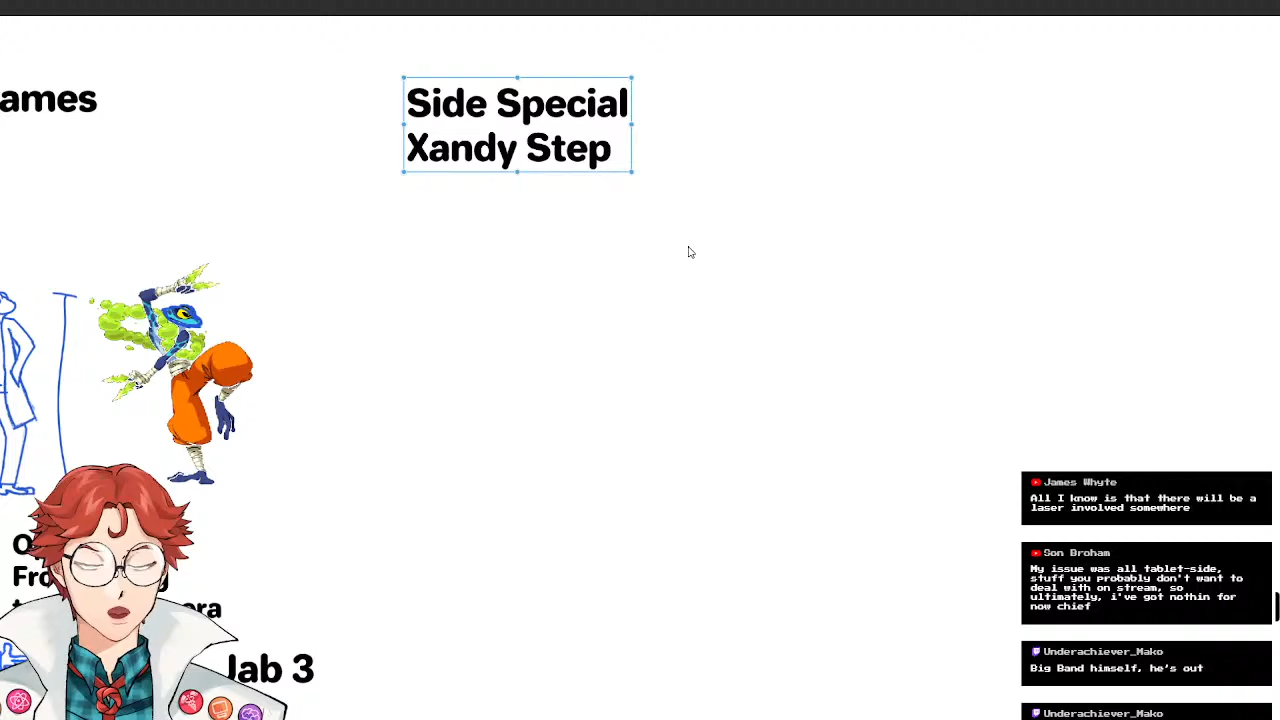 ames
Side Special
Xandy Step
Jab 3
James Whyte
All I know is that there will be a
laser involved somewhere
Son Broham
My issue was all tablet-side,
stuff you probably don't want to
deal with on stream, so
ultimately, i've got nothin for
now chief
Underachiever_Mako
Big Band himself, he's out
Underachiever_Mako